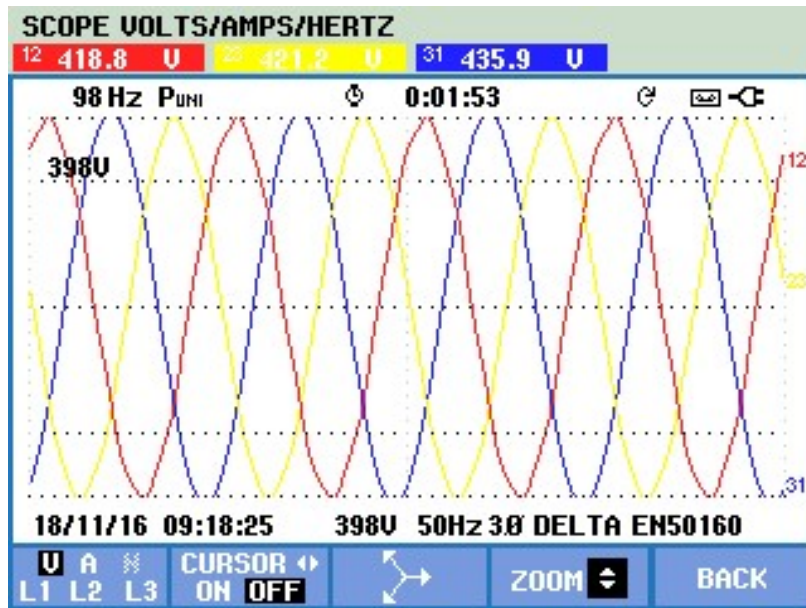 SCOPE VOLTS/AMPS/HERTZ
12 418.8 V 23 421.2 V 31 435.9 V
98 Hz PUNI 0:01:53
398V
12
23
31
18/11/16 09:18:25 398V 50Hz 3.Ø DELTA EN50160
V A
L1 L2 L3
CURSOR
ON OFF
ZOOM
BACK